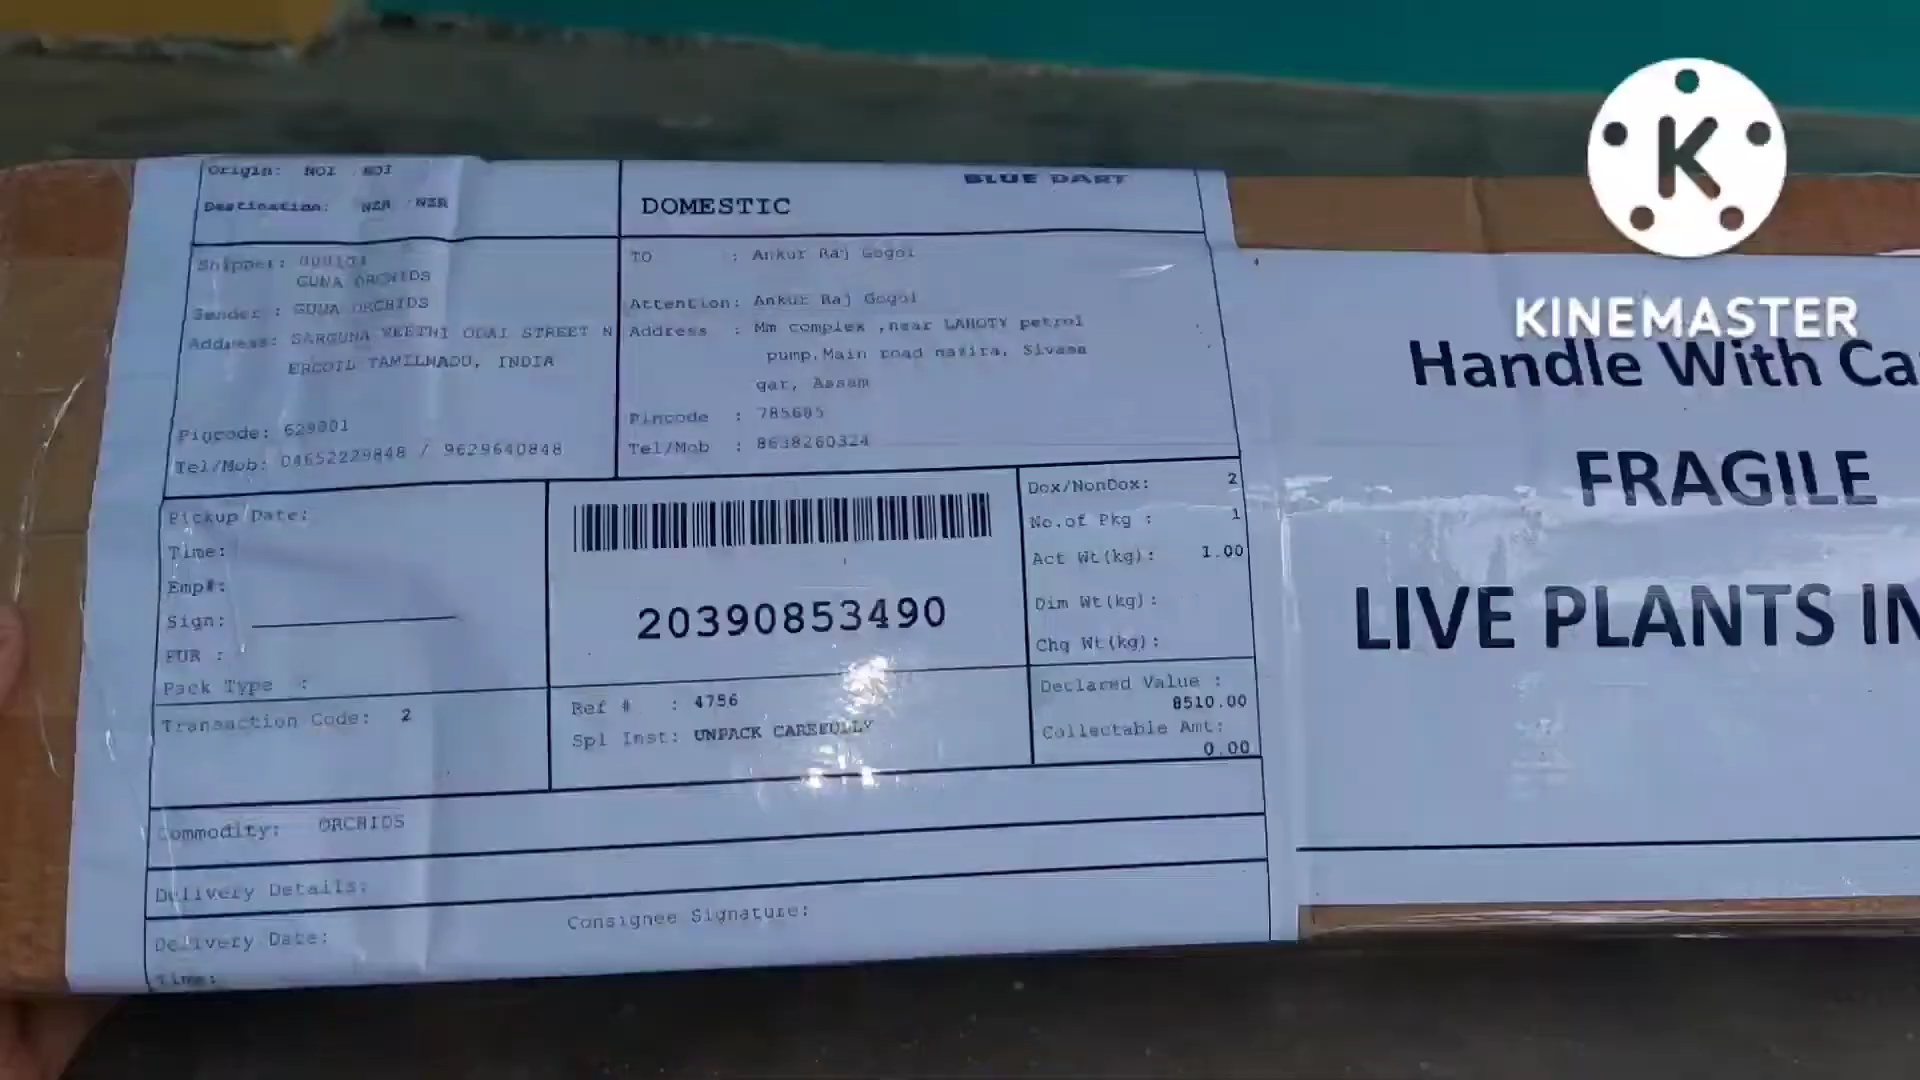 Origin: NOI NOI
Destination: NZR NZR
BLUE DART
DOMESTIC
Shipper:
GUNA ORCHIDS
Sender : GUNA ORCHIDS
Address: SARGUNA VEETHI ODAI STREET N
ERCOIL TAMILNADU, INDIA
Pincode: 629001
Tel/Mob: 04652229848 / 9629640848
TO : Ankur Raj Gogoi
Attention: Ankur Raj Gogoi
Address : Mm complex ,near LAHOTY petrol
pump,Main road nazira, Sivasa
gar, Assam
Pincode : 785685
Tel/Mob : 8638260324
Pickup Date:
Time:
Emp#:
Sign:
PUR :
Pack Type :
Transaction Code: 2
20390853490
Ref # : 4756
Spl Inst: UNPACK CAREFULLY
Dox/NonDox: 2
No.of Pkg : 1
Act Wt(kg): 1.00
Dim Wt(kg):
Chg Wt(kg):
Declared Value :
8510.00
Collectable Amt:
0.00
Commodity: ORCHIDS
Delivery Details:
Delivery Date:
Consignee Signature:
Time:
K
KINEMASTER
Handle With Ca
FRAGILE
LIVE PLANTS IN